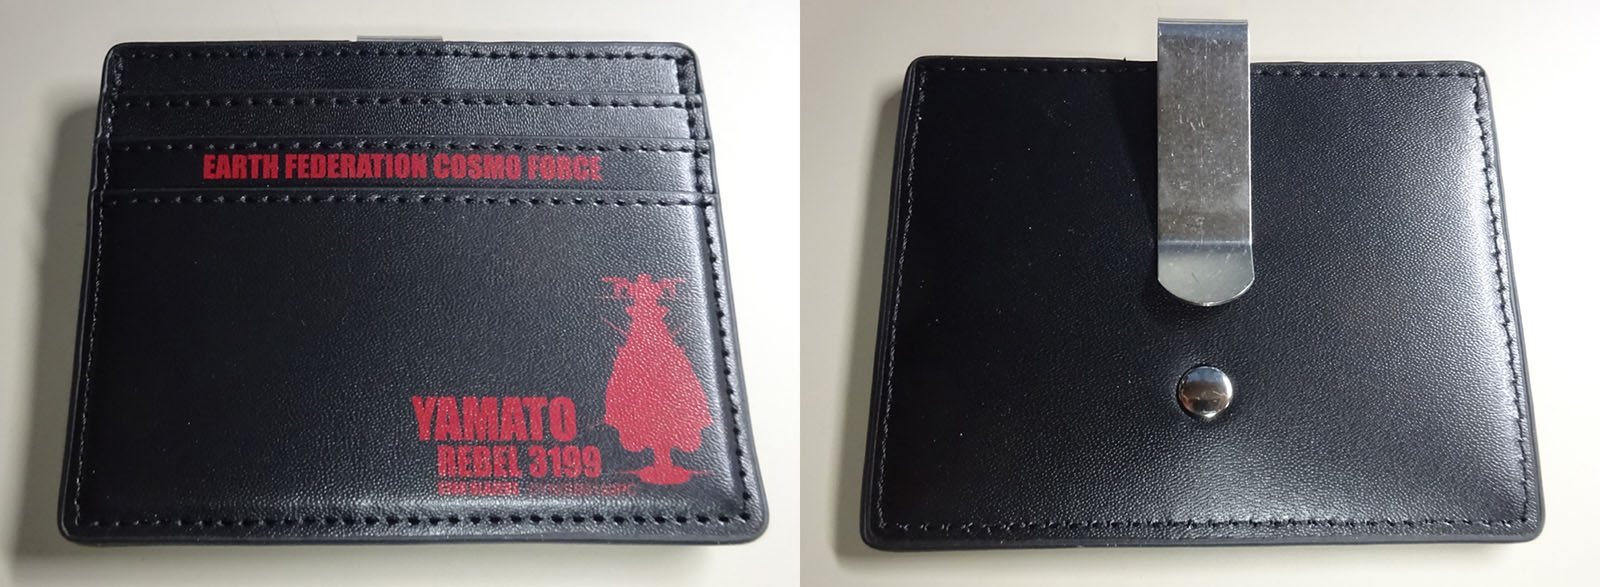 EARTH FEDERATION COSMO FORCE
YAMATO
REBEL 3199